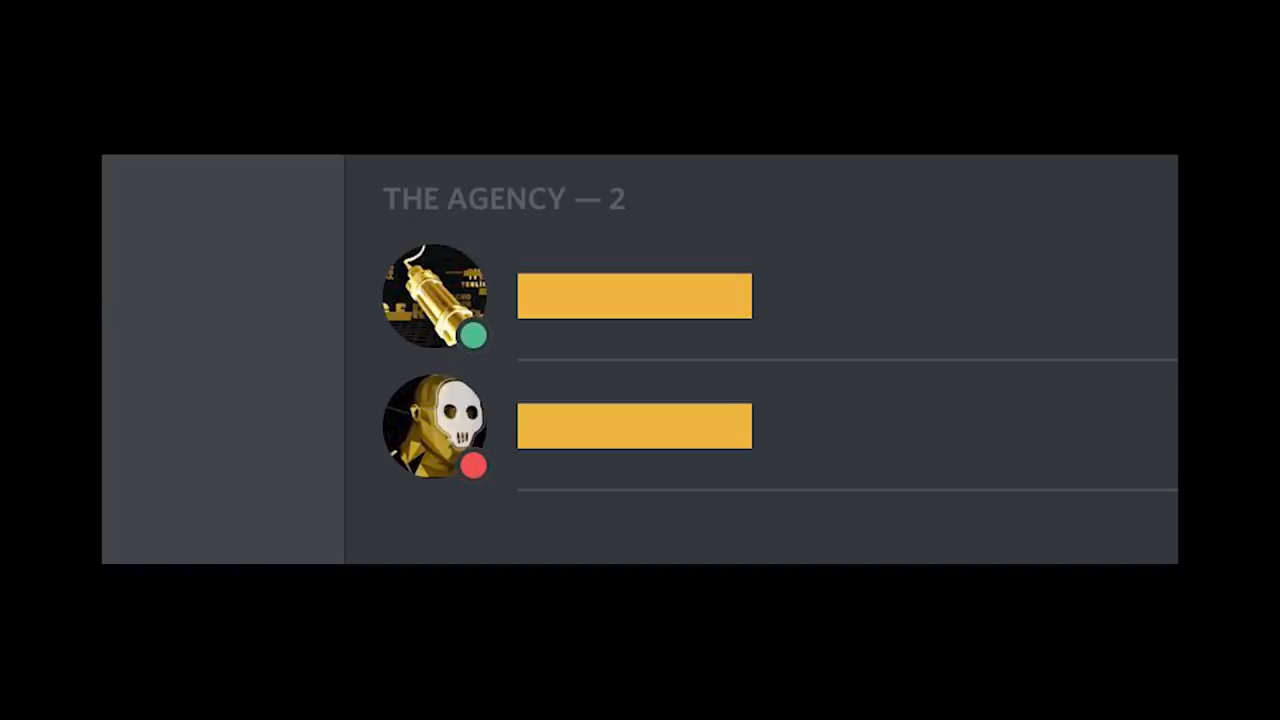 THE AGENCY — 2